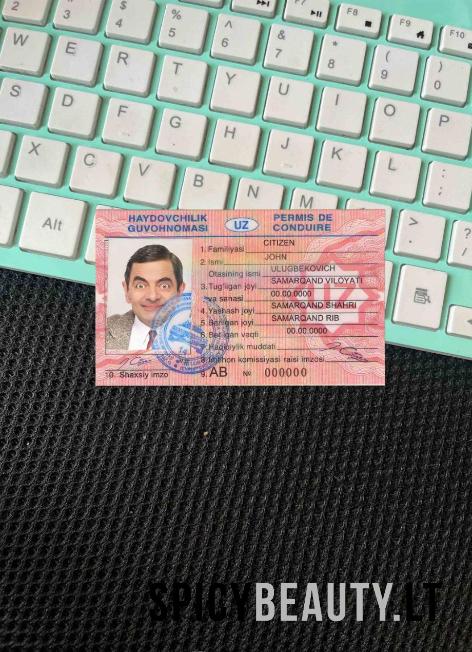 F7
F8
F9
F10
2
3
$
4
%
5
^
6
&
7
*
8
(
9
)
0
W
E
R
T
Y
U
I
O
P
S
D
F
G
H
J
K
L
:
;
X
C
V
B
N
M
>
.
?
/
Alt
HAYDOVCHILIK
GUVOHNOMASI
UZ
PERMIS DE
CONDUIRE
1. Familiyasi CITIZEN
2. Ismi JOHN
Otasining ismi ULUGBEKOVICH
3. Tug'ilgan joyi SAMARQAND VILOYATI
va sanasi 00.00.0000
4. Yashash joyi SAMARQAND SHAHRI
5. Berilgan joyi SAMARQAND RIB
6. Berilgan vaqti 00.00.0000
7. Haqiqiylik muddati
8. Imtihon komissiyasi raisi imzosi
10. Shaxsiy imzo
9. AB № 000000
SPICYBEAUTY.LT